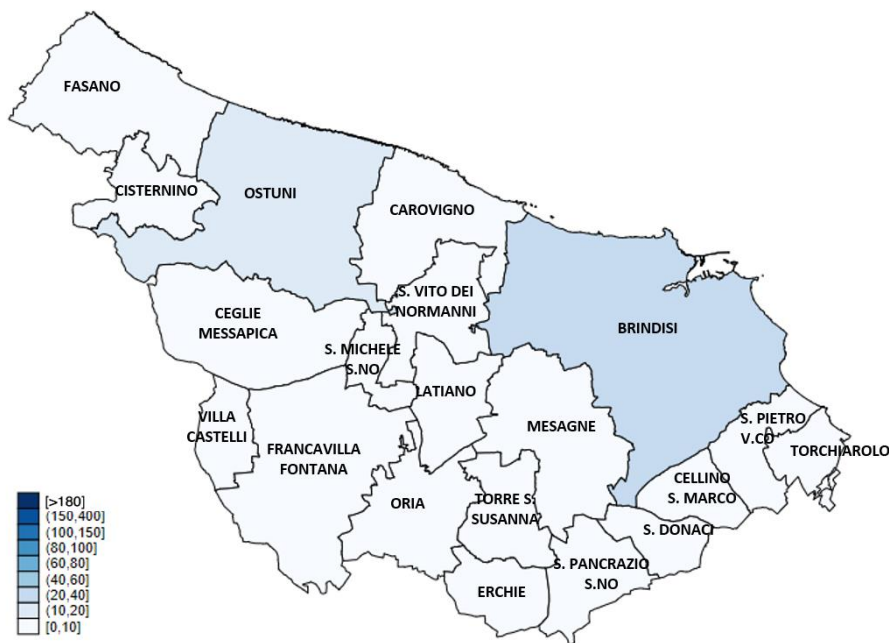 FASANO
CISTERNINO
OSTUNI
CAROVIGNO
S. VITO DEI
NORMANNI
CEGLIE
MESSAPICA
BRINDISI
S. MICHELE
S.NO
LATIANO
VILLA
CASTELLI
FRANCAVILLA
FONTANA
MESAGNE
S. PIETRO
V.CO
TORCHIAROLO
CELLINO
S. MARCO
ORIA
TORRE S.
SUSANNA
S. DONACI
S. PANCRAZIO
S.NO
ERCHIE
[>180]
(150,400]
(100,150]
(80,100]
(60,80]
(40,60]
(20,40]
(10,20]
[0,10]